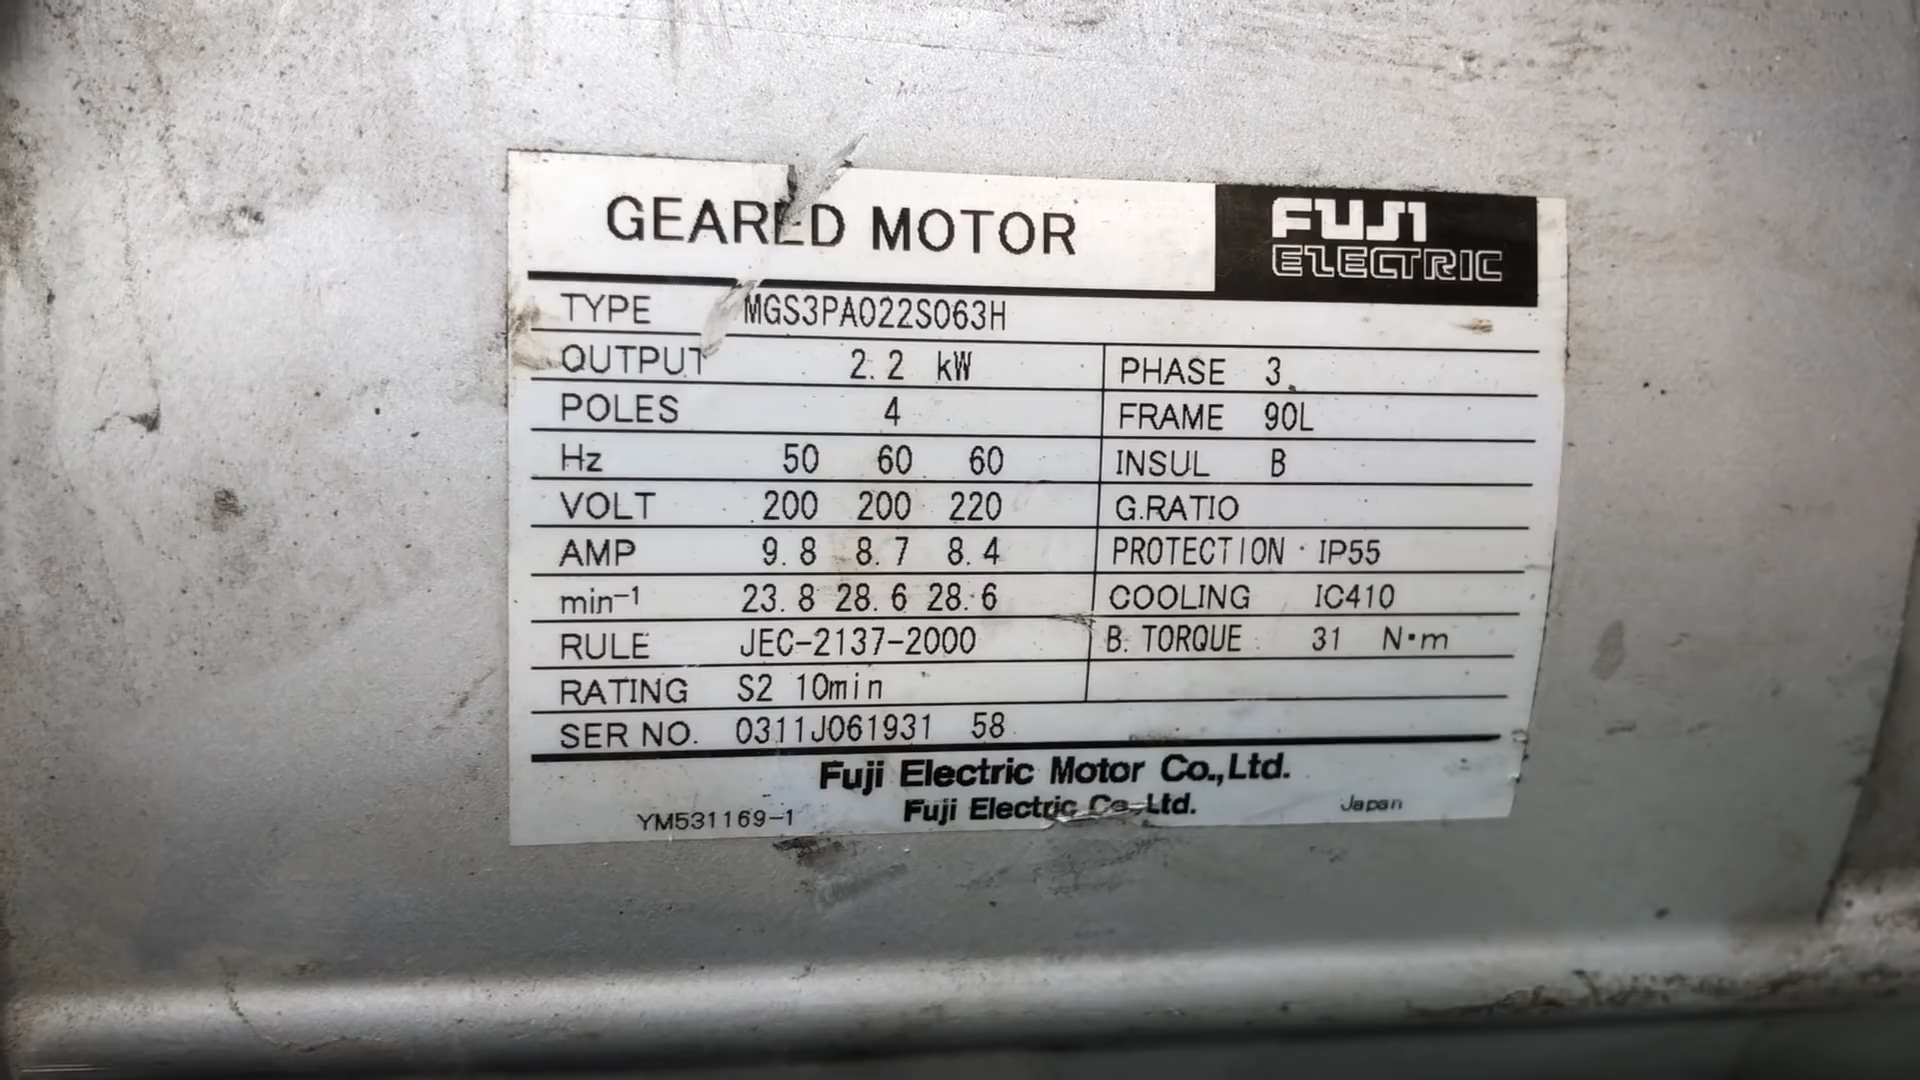 GEARED MOTOR
FUJI
ELECTRIC
TYPE MGS3PA022S063H
OUTPUT 2.2 kW PHASE 3
POLES 4 FRAME 90L
Hz 50 60 60 INSUL B
VOLT 200 200 220 G.RATIO
AMP 9.8 8.7 8.4 PROTECTION IP55
min⁻¹ 23.8 28.6 28.6 COOLING IC410
RULE JEC-2137-2000 B. TORQUE 31 N·m
RATING S2 10min
SER NO. 0311J061931 58
Fuji Electric Motor Co.,Ltd.
Fuji Electric Co.,Ltd.
YM531169-1 Japan